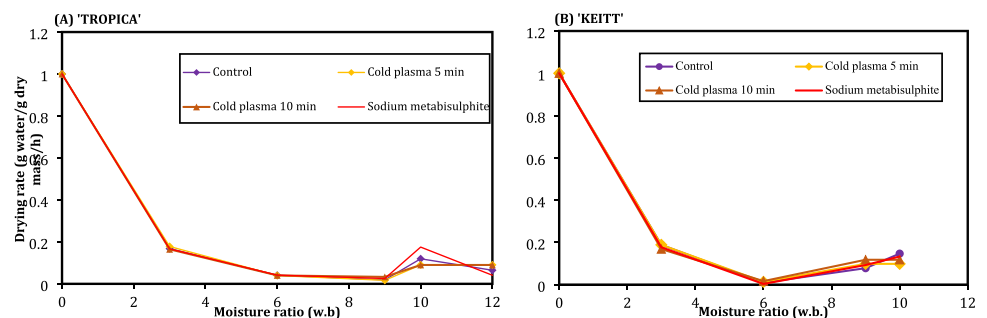 (A) 'TROPICA'
1.2
1
0.8
0.6
0.4
0.2
0
0 2 4 6 8 10 12
Drying rate (g water/g dry
mass/h)
Moisture ratio (w.b)
Control
Cold plasma 5 min
Cold plasma 10 min
Sodium metabisulphite
(B) 'KEITT'
1.2
1
0.8
0.6
0.4
0.2
0
0 2 4 6 8 10 12
Moisture ratio (w.b.)
Control
Cold plasma 5 min
Cold plasma 10 min
Sodium metabisulphite